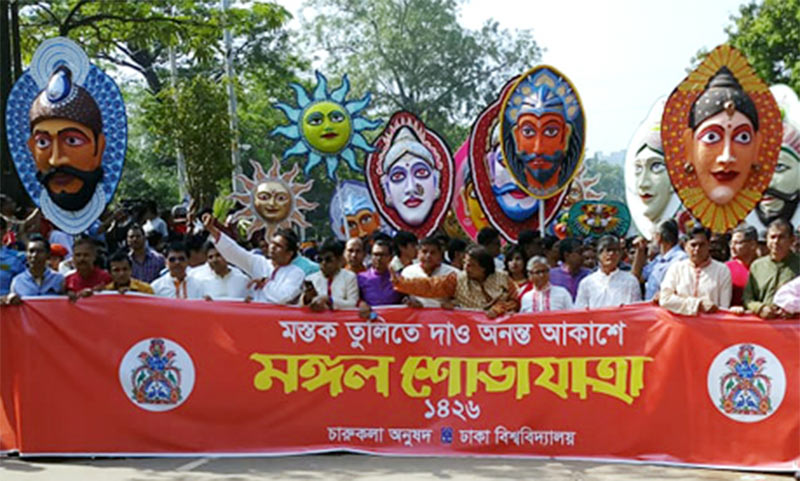 মস্তক তুলিতে দাও অনন্ত আকাশে
মঙ্গল শোভাযাত্রা
১৪২৬
চারুকলা অনুষদ ঢাকা বিশ্ববিদ্যালয়